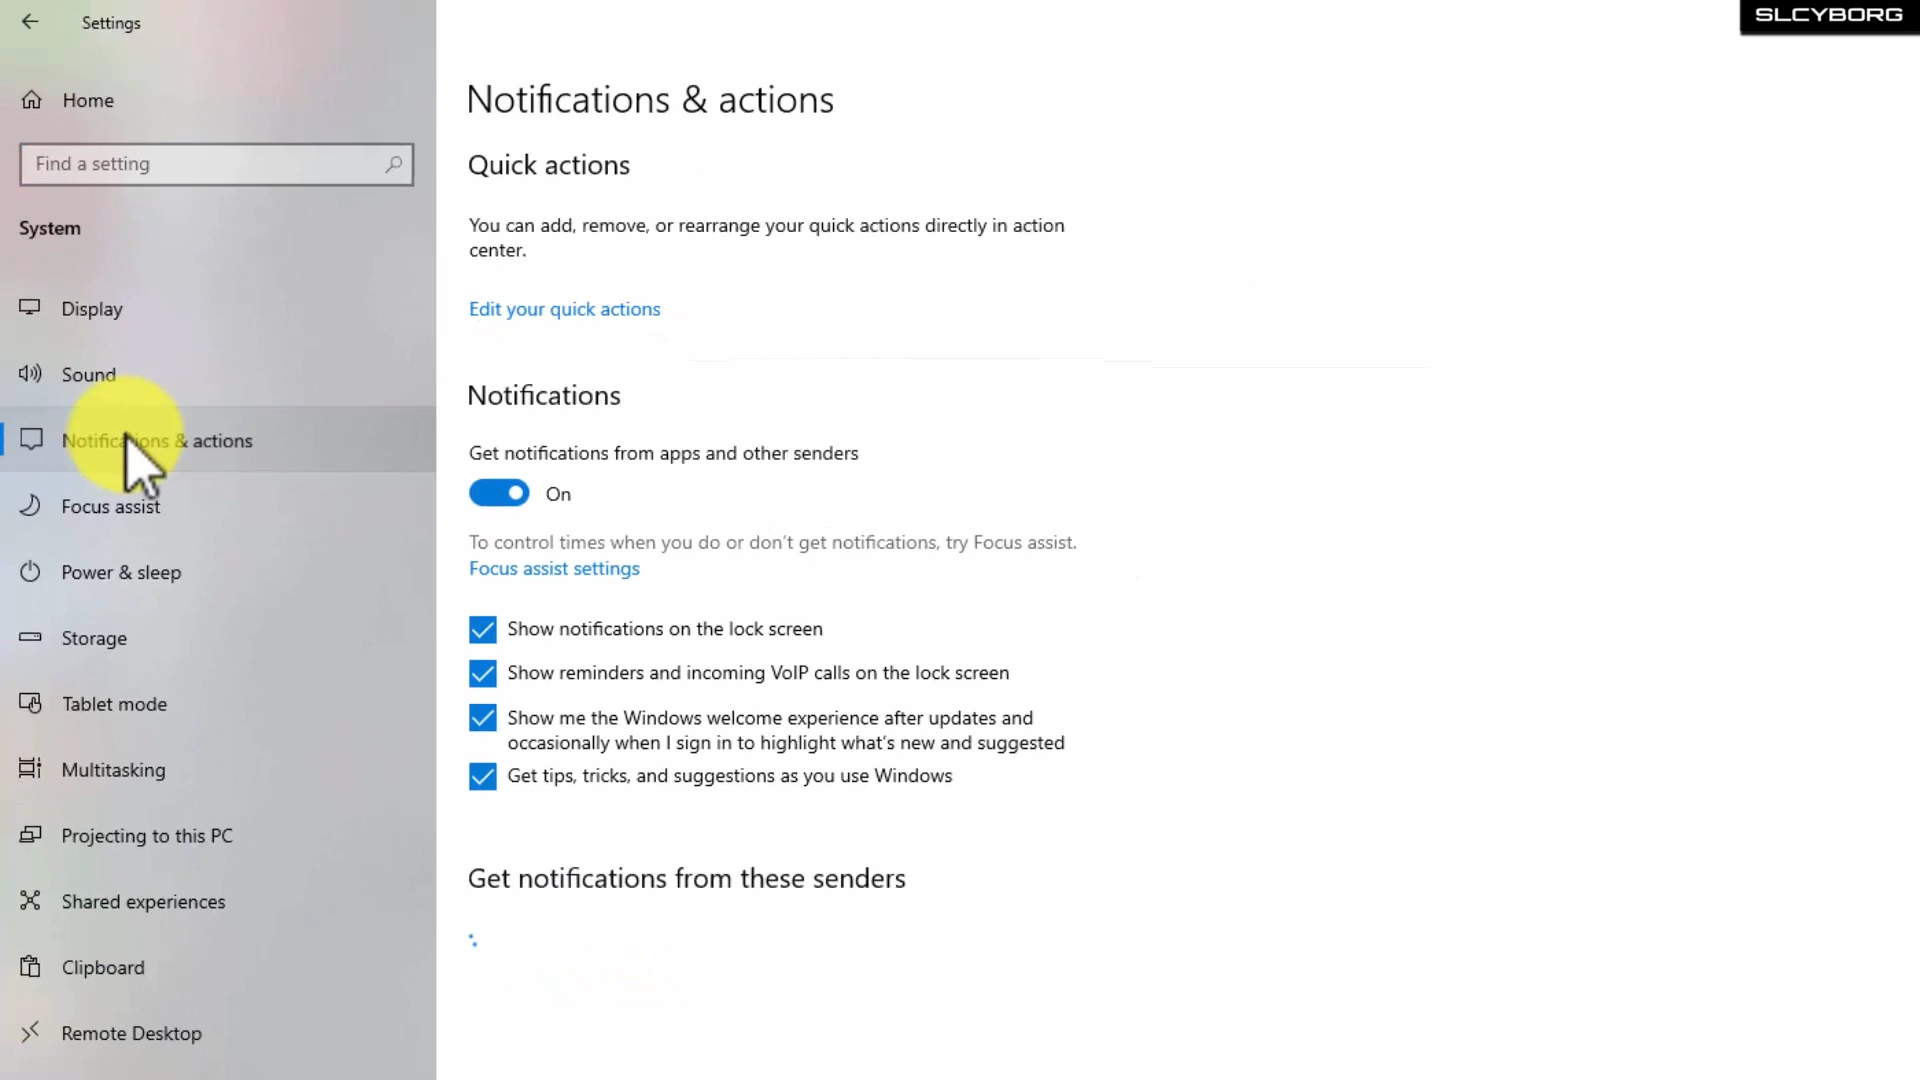 Settings
SLCYBORG
Home
Find a setting
System
Display
Sound
Notifications & actions
Focus assist
Power & sleep
Storage
Tablet mode
Multitasking
Projecting to this PC
Shared experiences
Clipboard
Remote Desktop
Notifications & actions
Quick actions
You can add, remove, or rearrange your quick actions directly in action
center.
Edit your quick actions
Notifications
Get notifications from apps and other senders
On
To control times when you do or don't get notifications, try Focus assist.
Focus assist settings
Show notifications on the lock screen
Show reminders and incoming VoIP calls on the lock screen
Show me the Windows welcome experience after updates and
occasionally when I sign in to highlight what's new and suggested
Get tips, tricks, and suggestions as you use Windows
Get notifications from these senders